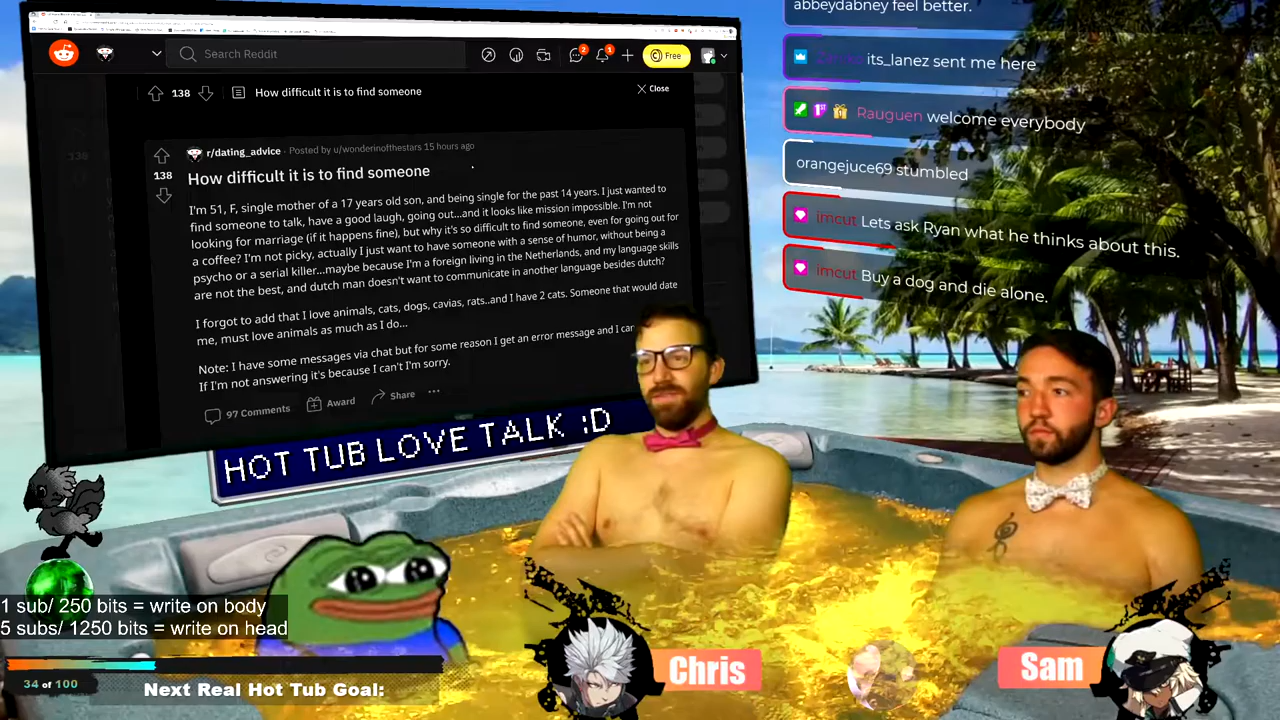 Search Reddit
2
1
Free
138
How difficult it is to find someone
Close
138
r/dating_advice · Posted by u/wonderinofthestars 15 hours ago
138
How difficult it is to find someone
I'm 51, F, single mother of a 17 years old son, and being single for the past 14 years. I just wanted to
find someone to talk, have a good laugh, going out...and it looks like mission impossible. I'm not
looking for marriage (if it happens fine), but why it's so difficult to find someone, even for going out for
a coffee? I'm not picky, actually I just want to have someone with a sense of humor, without being a
psycho or a serial killer...maybe because I'm a foreign living in the Netherlands, and my language skills
are not the best, and dutch man doesn't want to communicate in another language besides dutch?
I forgot to add that I love animals, cats, dogs, cavias, rats..and I have 2 cats. Someone that would date
me, must love animals as much as I do...
Note: I have some messages via chat but for some reason I get an error message and I can
If I'm not answering it's because I can't I'm sorry.
97 Comments
Award
Share
HOT TUB LOVE TALK :D
abbeydabney feel better.
its_lanez sent me here
Rauguen welcome everybody
orangejuce69 stumbled
imcut Lets ask Ryan what he thinks about this.
imcut Buy a dog and die alone.
1 sub/ 250 bits = write on body
5 subs/ 1250 bits = write on head
34 of 100
Next Real Hot Tub Goal:
Chris
Sam